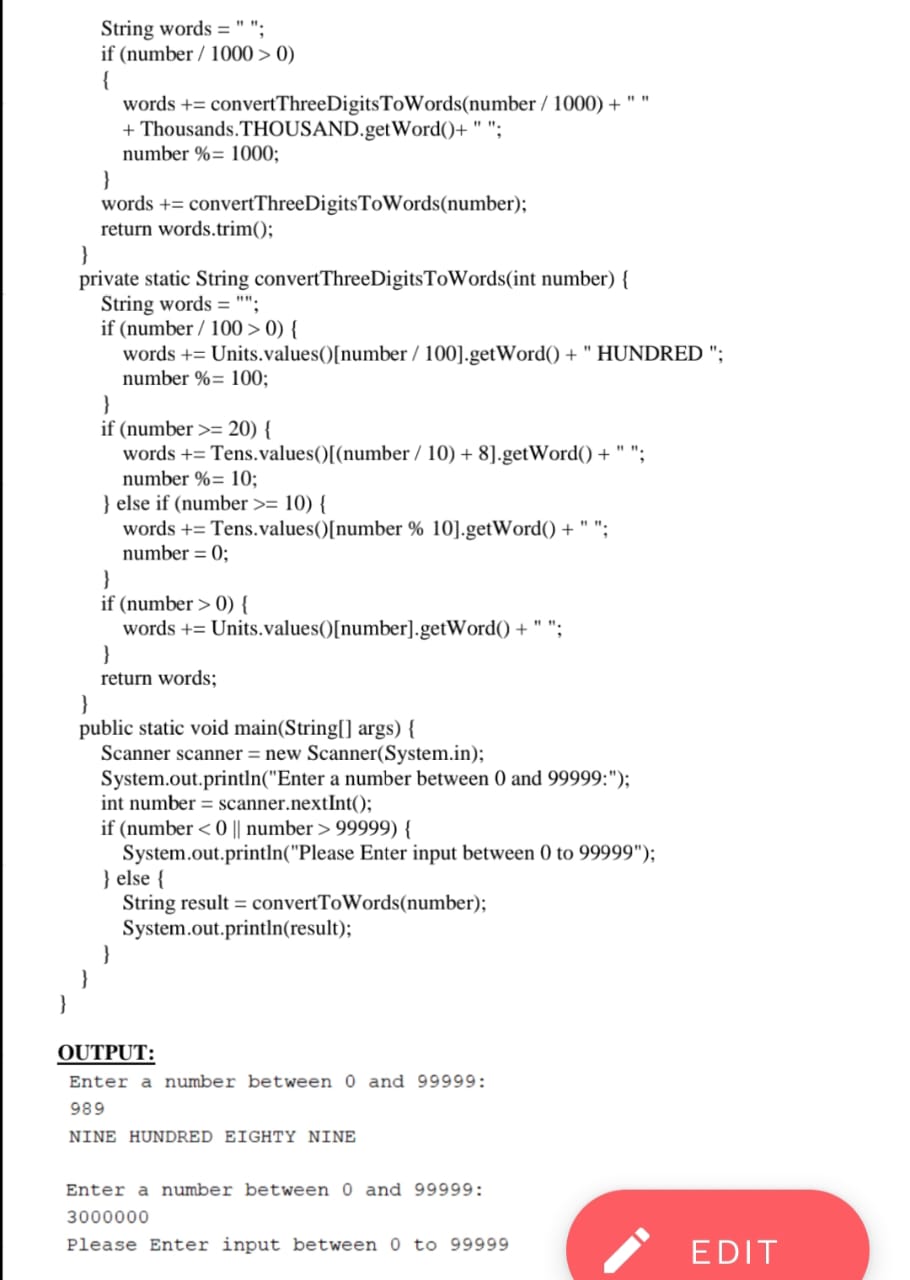 String words = " ";
if (number / 1000 > 0)
{
words += convertThreeDigitsToWords(number / 1000) + " "
+ Thousands.THOUSAND.getWord()+ " ";
number %= 1000;
}
words += convertThreeDigitsToWords(number);
return words.trim();
}
private static String convertThreeDigitsToWords(int number) {
String words = "";
if (number / 100 > 0) {
words += Units.values()[number / 100].getWord() + " HUNDRED ";
number %= 100;
}
if (number >= 20) {
words += Tens.values()[(number / 10) + 8].getWord() + " ";
number %= 10;
} else if (number >= 10) {
words += Tens.values()[number % 10].getWord() + " ";
number = 0;
}
if (number > 0) {
words += Units.values()[number].getWord() + " ";
}
return words;
}
public static void main(String[] args) {
Scanner scanner = new Scanner(System.in);
System.out.println("Enter a number between 0 and 99999:");
int number = scanner.nextInt();
if (number < 0 || number > 99999) {
System.out.println("Please Enter input between 0 to 99999");
} else {
String result = convertToWords(number);
System.out.println(result);
}
}
}
OUTPUT:
Enter a number between 0 and 99999:
989
NINE HUNDRED EIGHTY NINE
Enter a number between 0 and 99999:
3000000
Please Enter input between 0 to 99999
EDIT